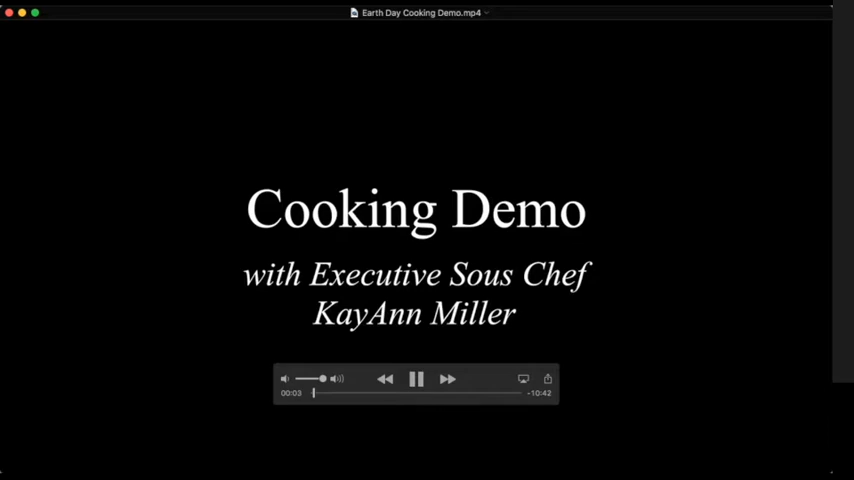 Earth Day Cooking Demo.mp4
Cooking Demo
with Executive Sous Chef
KayAnn Miller
00:03
-10:42